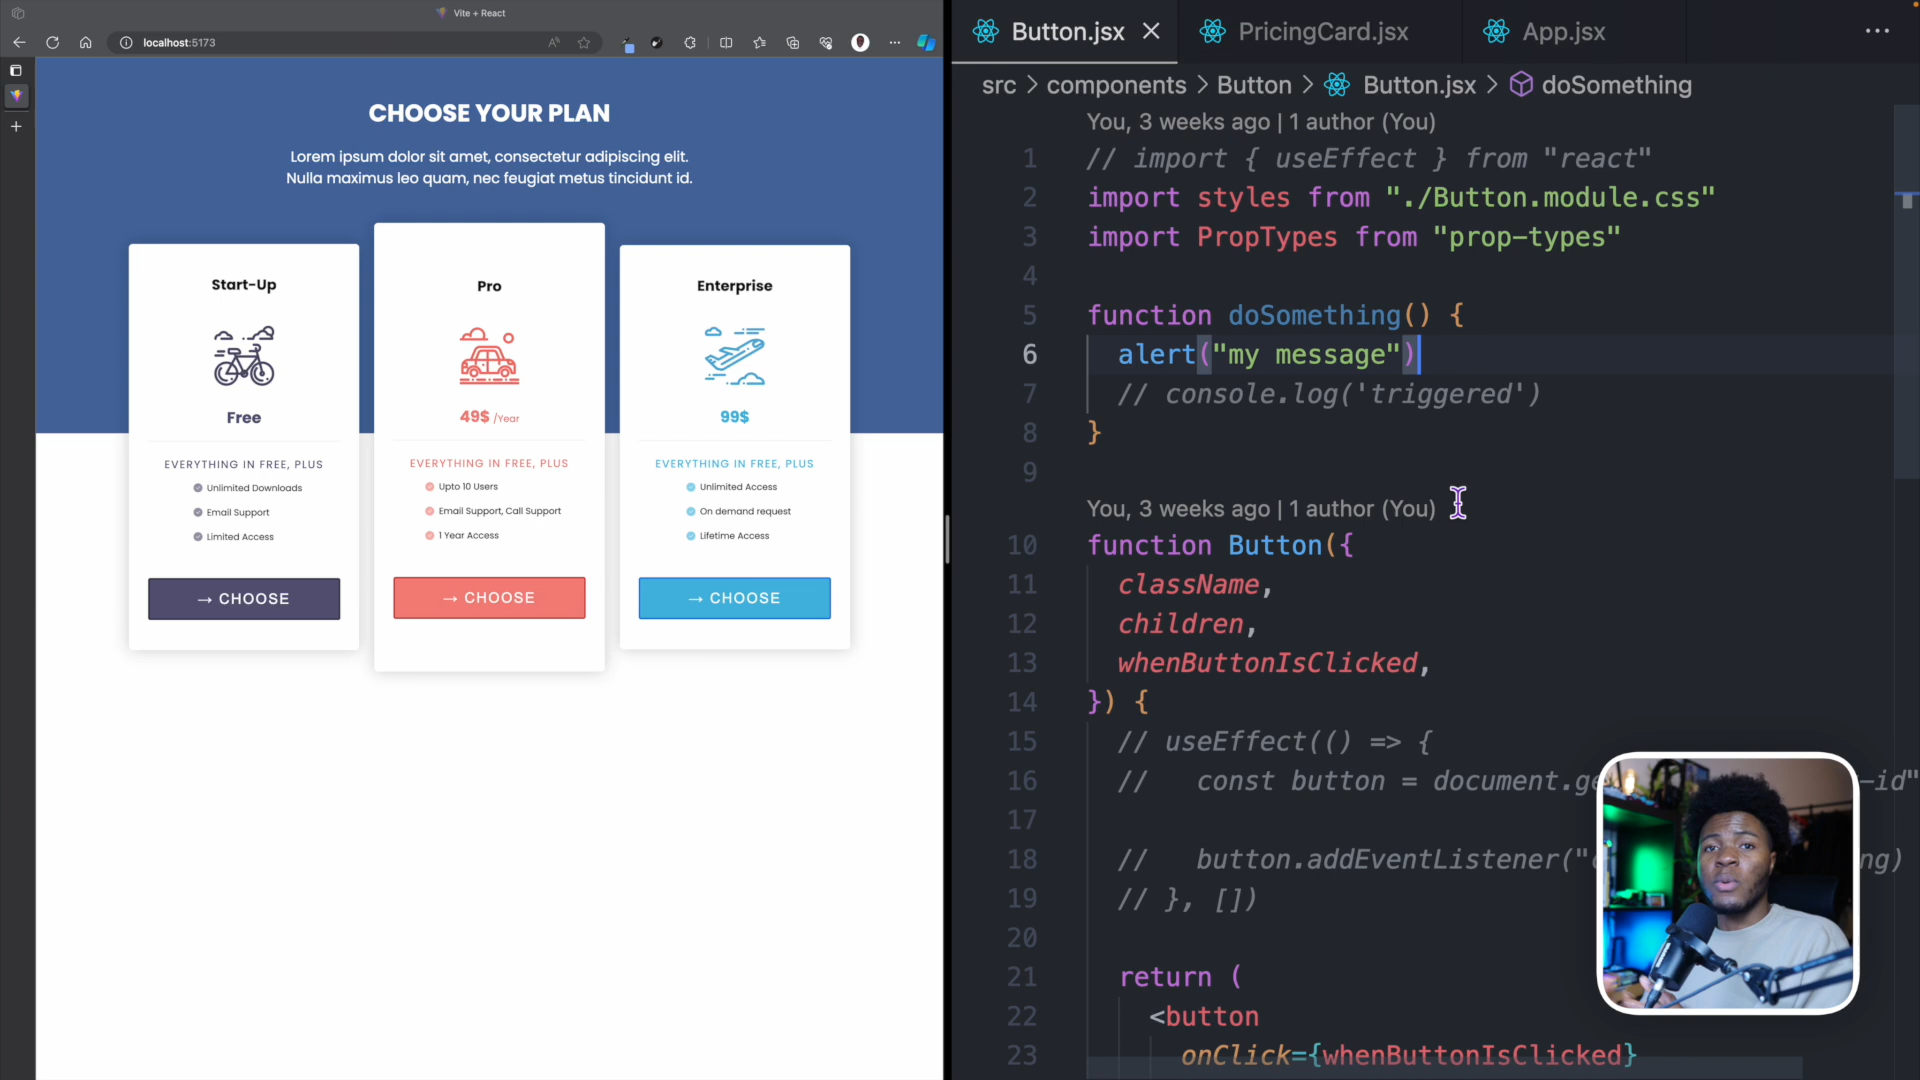 Vite + React
localhost:5173
CHOOSE YOUR PLAN
Lorem ipsum dolor sit amet, consectetur adipiscing elit.
Nulla maximus leo quam, nec feugiat metus tincidunt id.
Start-Up
Free
EVERYTHING IN FREE, PLUS
Unlimited Downloads
Email Support
Limited Access
→ CHOOSE
Pro
49$ /Year
EVERYTHING IN FREE, PLUS
Upto 10 Users
Email Support, Call Support
1 Year Access
→ CHOOSE
Enterprise
99$
EVERYTHING IN FREE, PLUS
Unlimited Access
On demand request
Lifetime Access
→ CHOOSE
Button.jsx
PricingCard.jsx
App.jsx
src > components > Button > Button.jsx > doSomething
You, 3 weeks ago | 1 author (You)
1 // import { useEffect } from "react"
2 import styles from "./Button.module.css"
3 import PropTypes from "prop-types"
4
5 function doSomething() {
6 alert("my message")
7 // console.log('triggered')
8 }
9
You, 3 weeks ago | 1 author (You)
10 function Button({
11 className,
12 children,
13 whenButtonIsClicked,
14 }) {
15 // useEffect(() => {
16 // const button = document.ge -id"
17
18 // button.addEventListener(" ng)
19 // }, [])
20
21 return (
22 <button
23 onClick={whenButtonIsClicked}